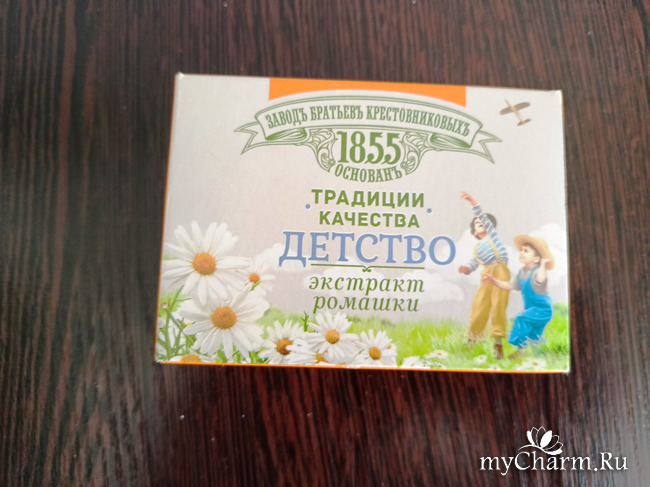 ЗАВОДЪ БРАТЬЕВЪ КРЕСТОВНИКОВЫХЪ
1855
ОСНОВАНЪ
ТРАДИЦИИ
КАЧЕСТВА
ДЕТСТВО
экстракт
ромашки
myCharm.Ru